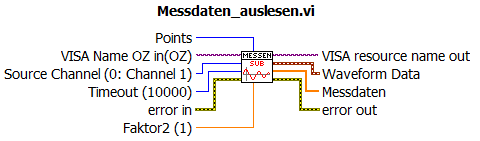 Messdaten_auslesen.vi
Points
VISA Name OZ in(OZ)
Source Channel (0: Channel 1)
Timeout (10000)
error in
Faktor2 (1)
MESSEN
SUB
VISA resource name out
Waveform Data
Messdaten
error out